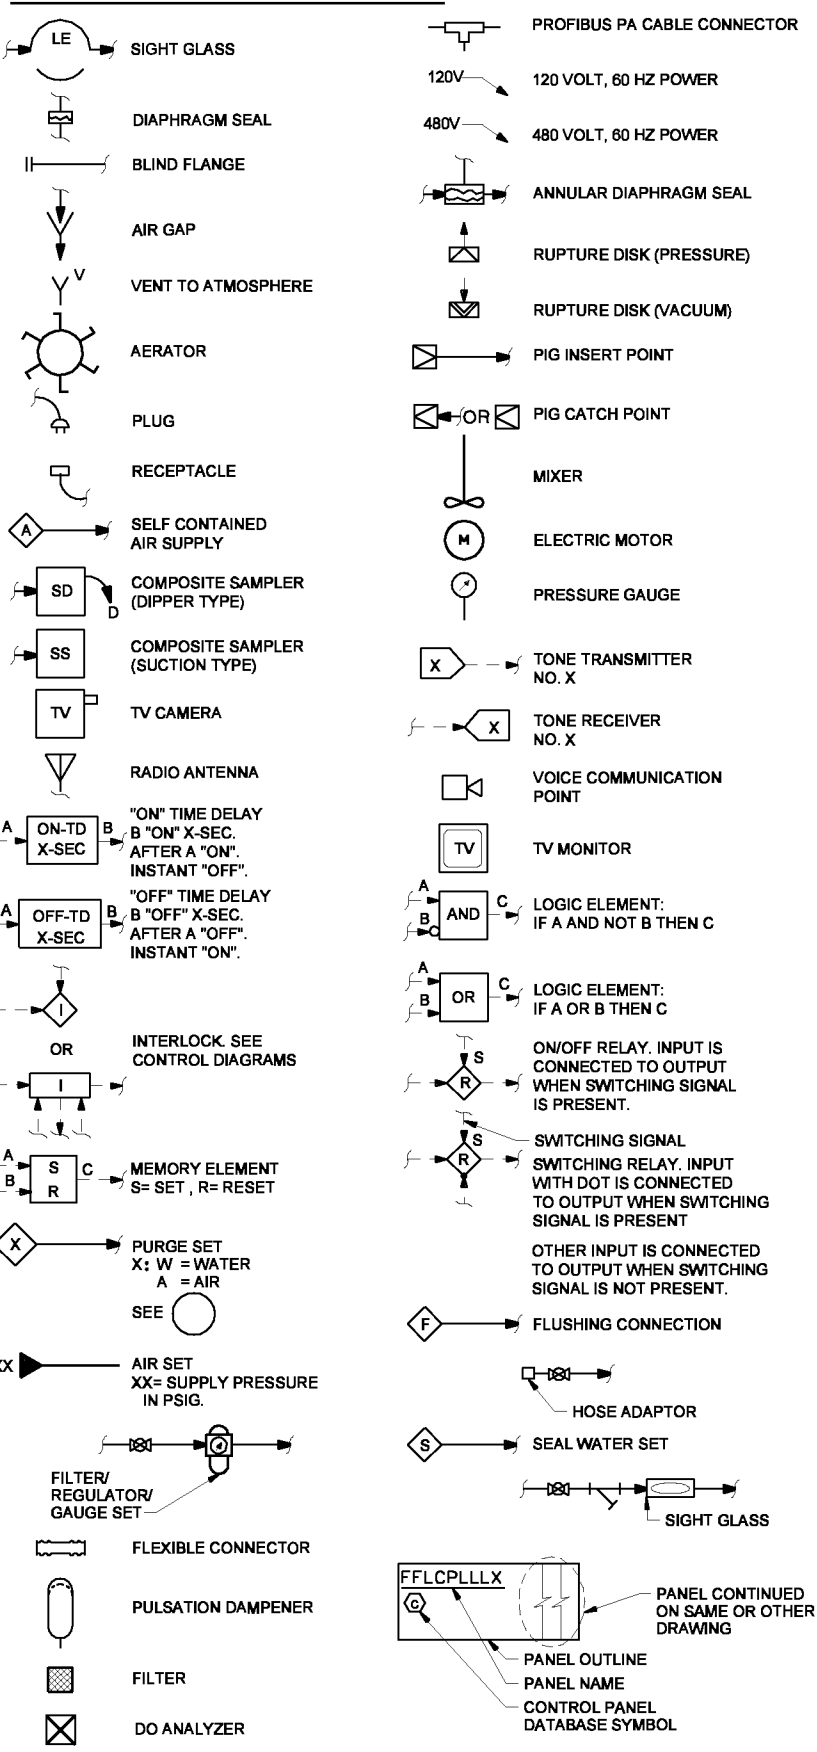 LE
SIGHT GLASS
DIAPHRAGM SEAL
BLIND FLANGE
AIR GAP
V
VENT TO ATMOSPHERE
AERATOR
PLUG
RECEPTACLE
A
SELF CONTAINED
AIR SUPPLY
SD
D
COMPOSITE SAMPLER
(DIPPER TYPE)
SS
COMPOSITE SAMPLER
(SUCTION TYPE)
TV
TV CAMERA
RADIO ANTENNA
A
ON-TD
X-SEC
B
"ON" TIME DELAY
B "ON" X-SEC.
AFTER A "ON".
INSTANT "OFF".
A
OFF-TD
X-SEC
B
"OFF" TIME DELAY
B "OFF" X-SEC.
AFTER A "OFF".
INSTANT "ON".
I
OR
I
INTERLOCK. SEE
CONTROL DIAGRAMS
A
B
S
R
C
MEMORY ELEMENT
S= SET , R= RESET
X
PURGE SET
X: W = WATER
A = AIR
SEE
XX
AIR SET
XX= SUPPLY PRESSURE
IN PSIG.
FILTER/
REGULATOR/
GAUGE SET
FLEXIBLE CONNECTOR
PULSATION DAMPENER
FILTER
DO ANALYZER
PROFIBUS PA CABLE CONNECTOR
120V
120 VOLT, 60 HZ POWER
480V
480 VOLT, 60 HZ POWER
ANNULAR DIAPHRAGM SEAL
RUPTURE DISK (PRESSURE)
RUPTURE DISK (VACUUM)
PIG INSERT POINT
OR
PIG CATCH POINT
MIXER
M
ELECTRIC MOTOR
PRESSURE GAUGE
X
TONE TRANSMITTER
NO. X
X
TONE RECEIVER
NO. X
VOICE COMMUNICATION
POINT
TV
TV MONITOR
A
B
AND
C
LOGIC ELEMENT:
IF A AND NOT B THEN C
A
B
OR
C
LOGIC ELEMENT:
IF A OR B THEN C
S
R
ON/OFF RELAY. INPUT IS
CONNECTED TO OUTPUT
WHEN SWITCHING SIGNAL
IS PRESENT.
S
R
SWITCHING SIGNAL
SWITCHING RELAY. INPUT
WITH DOT IS CONNECTED
TO OUTPUT WHEN SWITCHING
SIGNAL IS PRESENT
OTHER INPUT IS CONNECTED
TO OUTPUT WHEN SWITCHING
SIGNAL IS NOT PRESENT.
F
FLUSHING CONNECTION
HOSE ADAPTOR
S
SEAL WATER SET
SIGHT GLASS
FFLCPLLLX
C
PANEL CONTINUED
ON SAME OR OTHER
DRAWING
PANEL OUTLINE
PANEL NAME
CONTROL PANEL
DATABASE SYMBOL